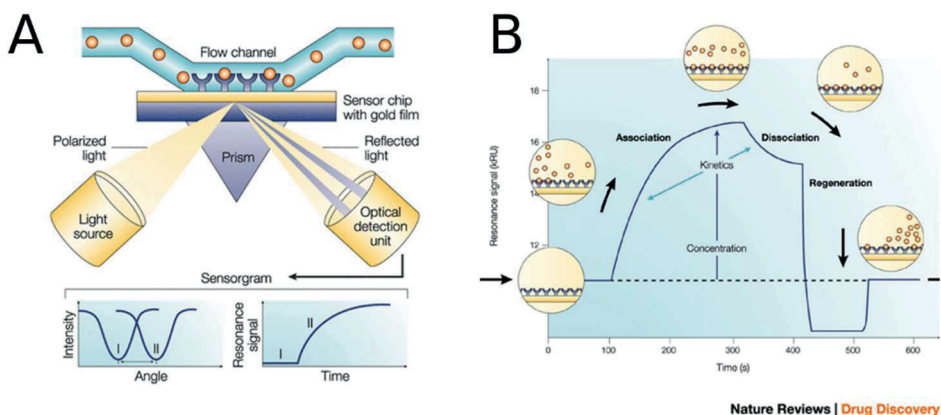 A
Flow channel
Sensor chip
with gold film
Polarized
light
Reflected
light
Prism
Light
source
Optical
detection
unit
Sensorgram
Intensity
I
II
Angle
Resonance
signal
I
II
Time
B
Resonance signal (kRU)
18
16
14
12
Association
Dissociation
Kinetics
Regeneration
Concentration
0
100
200
300
400
500
600
Time (s)
Nature Reviews | Drug Discovery